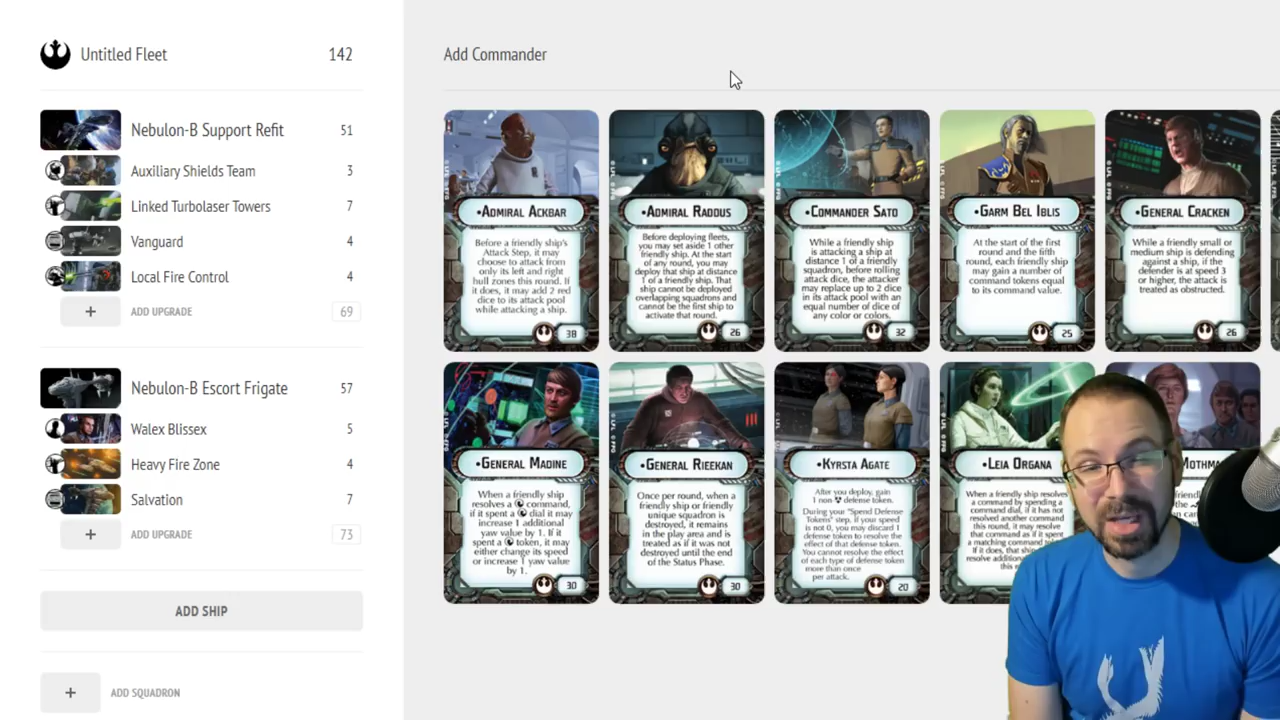 Untitled Fleet 142
Nebulon-B Support Refit 51
Auxiliary Shields Team 3
Linked Turbolaser Towers 7
Vanguard 4
Local Fire Control 4
+ ADD UPGRADE 69
Nebulon-B Escort Frigate 57
Walex Blissex 5
Heavy Fire Zone 4
Salvation 7
+ ADD UPGRADE 73
ADD SHIP
+ ADD SQUADRON
Add Commander
•Admiral Ackbar
Before a friendly ship's
Attack Step, it may
choose to attack from
only its left and right
hull zones this round. If
it does, it may add 2 red
dice to its attack pool
while attacking a ship.
38
•Admiral Raddus
Before deploying fleets,
you may set aside 1 other
friendly ship. At the start
of any round, you may
deploy that ship at distance
1 of a friendly ship. That
ship cannot be deployed
overlapping squadrons and
cannot be the first ship to
activate that round.
26
•Commander Sato
While a friendly ship
is attacking a ship at
distance 1 of a friendly
squadron, before rolling
attack dice, the attacker
may replace up to 2 dice
in its attack pool with an
equal number of dice of
any color or colors.
32
•Garm Bel Iblis
At the start of the first
round and the fifth
round, each friendly ship
may gain a number of
command tokens equal
to its command value.
25
•General Cracken
While a friendly small or
medium ship is defending
against a ship, if the
defender is at speed 3
or higher, the attack is
treated as obstructed.
26
•General Madine
When a friendly ship
resolves a command,
if it spent a dial it may
increase 1 additional
yaw value by 1. If it
spent a token, it may
either change its speed
or increase 1 yaw value
by 1.
30
•General Rieekan
Once per round, when a
friendly ship or friendly
unique squadron is
destroyed, it remains
in the play area and is
treated as if it was not
destroyed until the end
of the Status Phase.
30
•Kyrsta Agate
After you deploy, gain
1 non defense token.
During your "Spend Defense
Tokens" step, if your speed
is not 0, you may discard 1
defense token to resolve the
effect of that defense token.
You cannot resolve the effect
of each type of defense token
more than once
per attack.
20
•Leia Organa
When a friendly ship resolves
a command by spending a
command dial, if it has not
resolved another command
this round, it may resolve
that command as if it spent
a matching command
If it does, that ship
resolve additional
this
Mothma